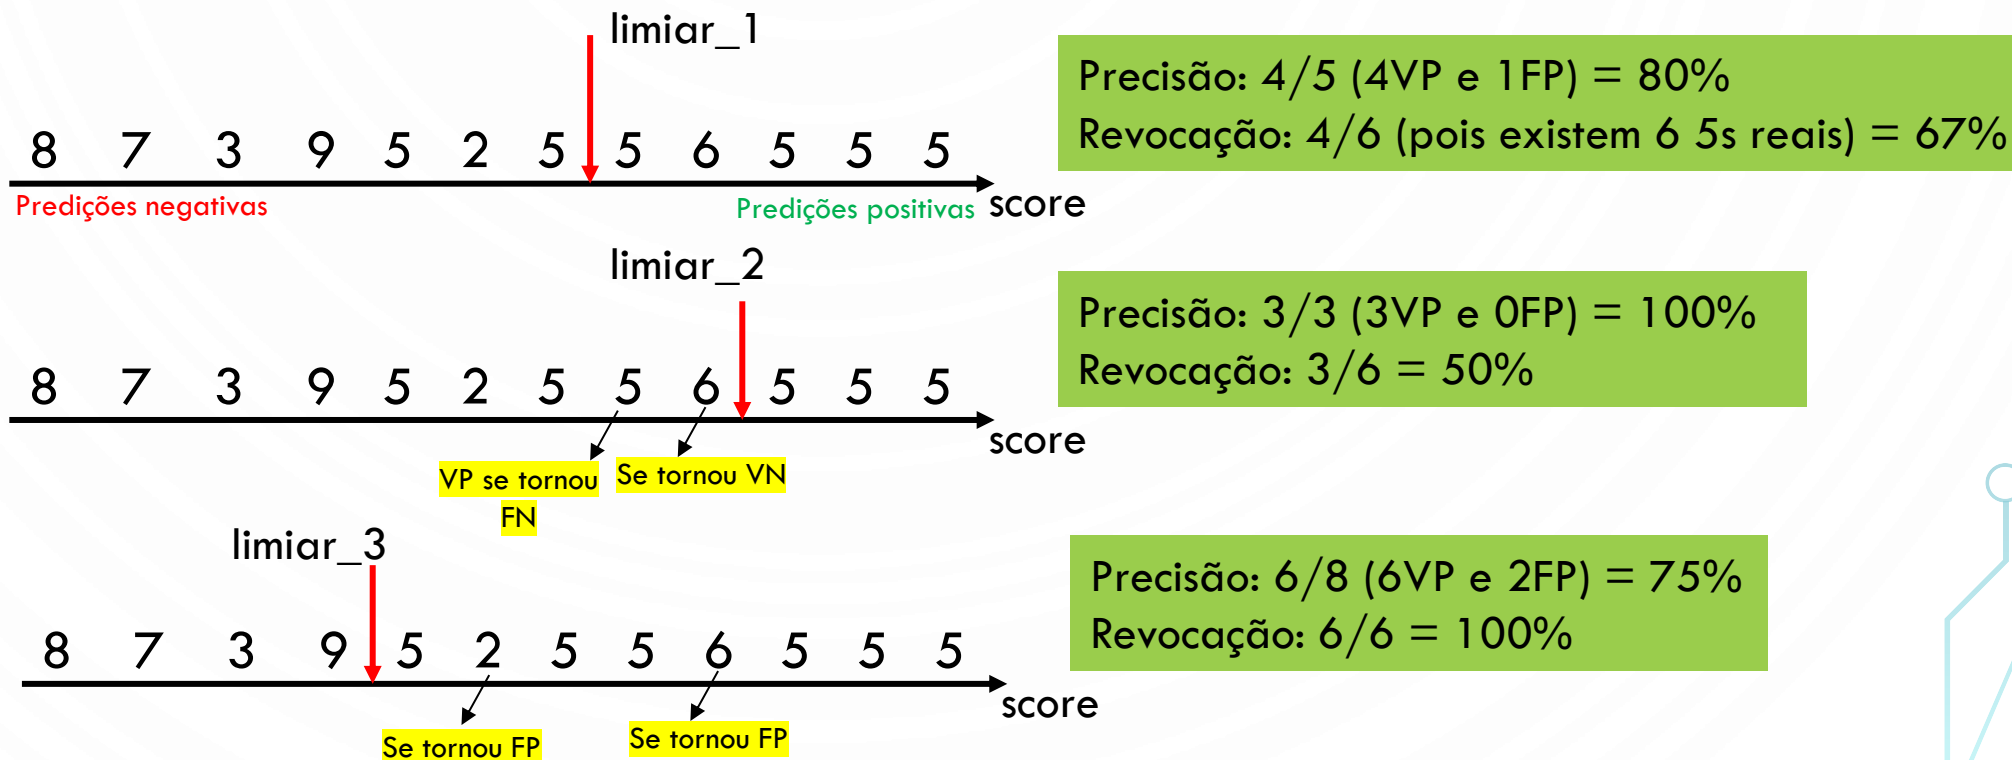 limiar_1
8 7 3 9 5 2 5 5 6 5 5 5
Predições negativas
Predições positivas
score
Precisão: 4/5 (4VP e 1FP) = 80%
Revocação: 4/6 (pois existem 6 5s reais) = 67%
limiar_2
8 7 3 9 5 2 5 5 6 5 5 5
score
VP se tornou
FN
Se tornou VN
Precisão: 3/3 (3VP e 0FP) = 100%
Revocação: 3/6 = 50%
limiar_3
8 7 3 9 5 2 5 5 6 5 5 5
score
Se tornou FP
Se tornou FP
Precisão: 6/8 (6VP e 2FP) = 75%
Revocação: 6/6 = 100%